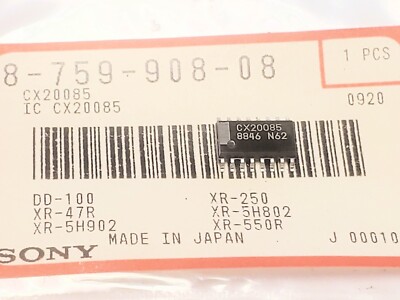 8-759-908-08
1 PCS
CX20085
IC CX20085
0920
CX20085
8846 N62
DD-100
XR-250
XR-47R
XR-5H802
XR-5H902
XR-550R
SONY
MADE IN JAPAN
J 00010